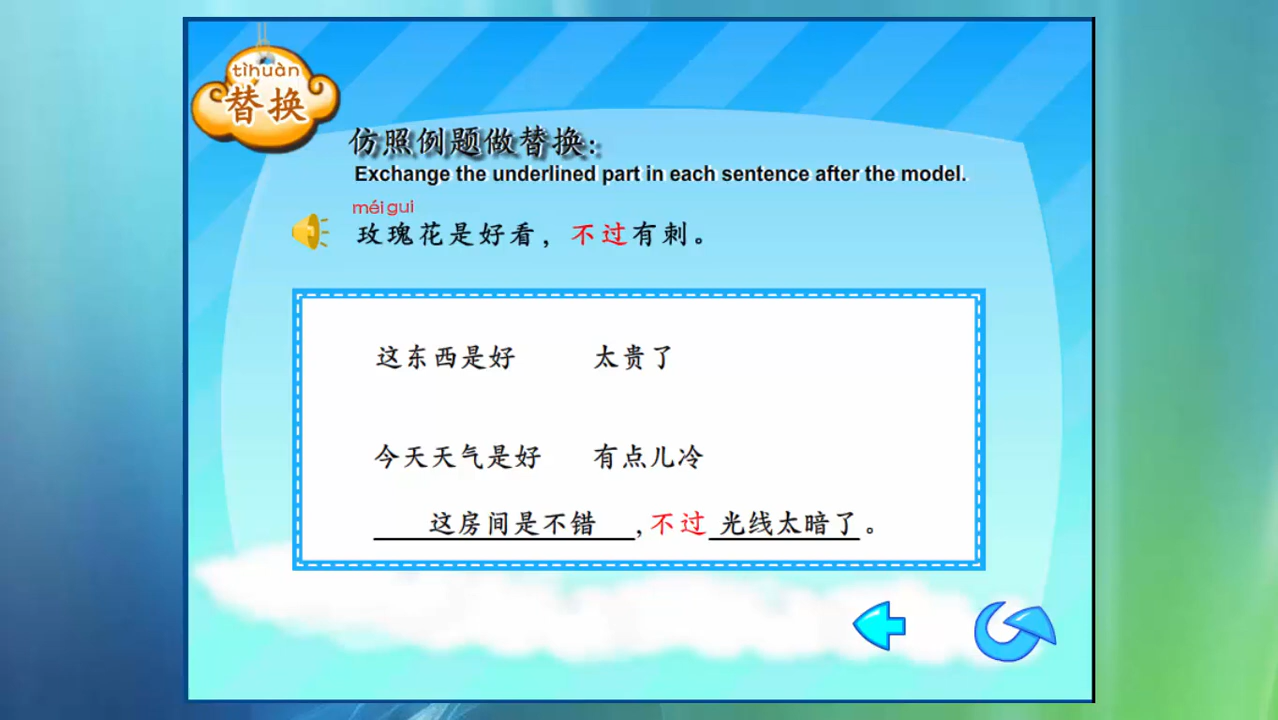 tìhuàn
替换
仿照例题做替换:
Exchange the underlined part in each sentence after the model.
méi gui
玫瑰花是好看，不过有刺。
这东西是好 太贵了
今天天气是好 有点儿冷
这房间是不错,不过光线太暗了。